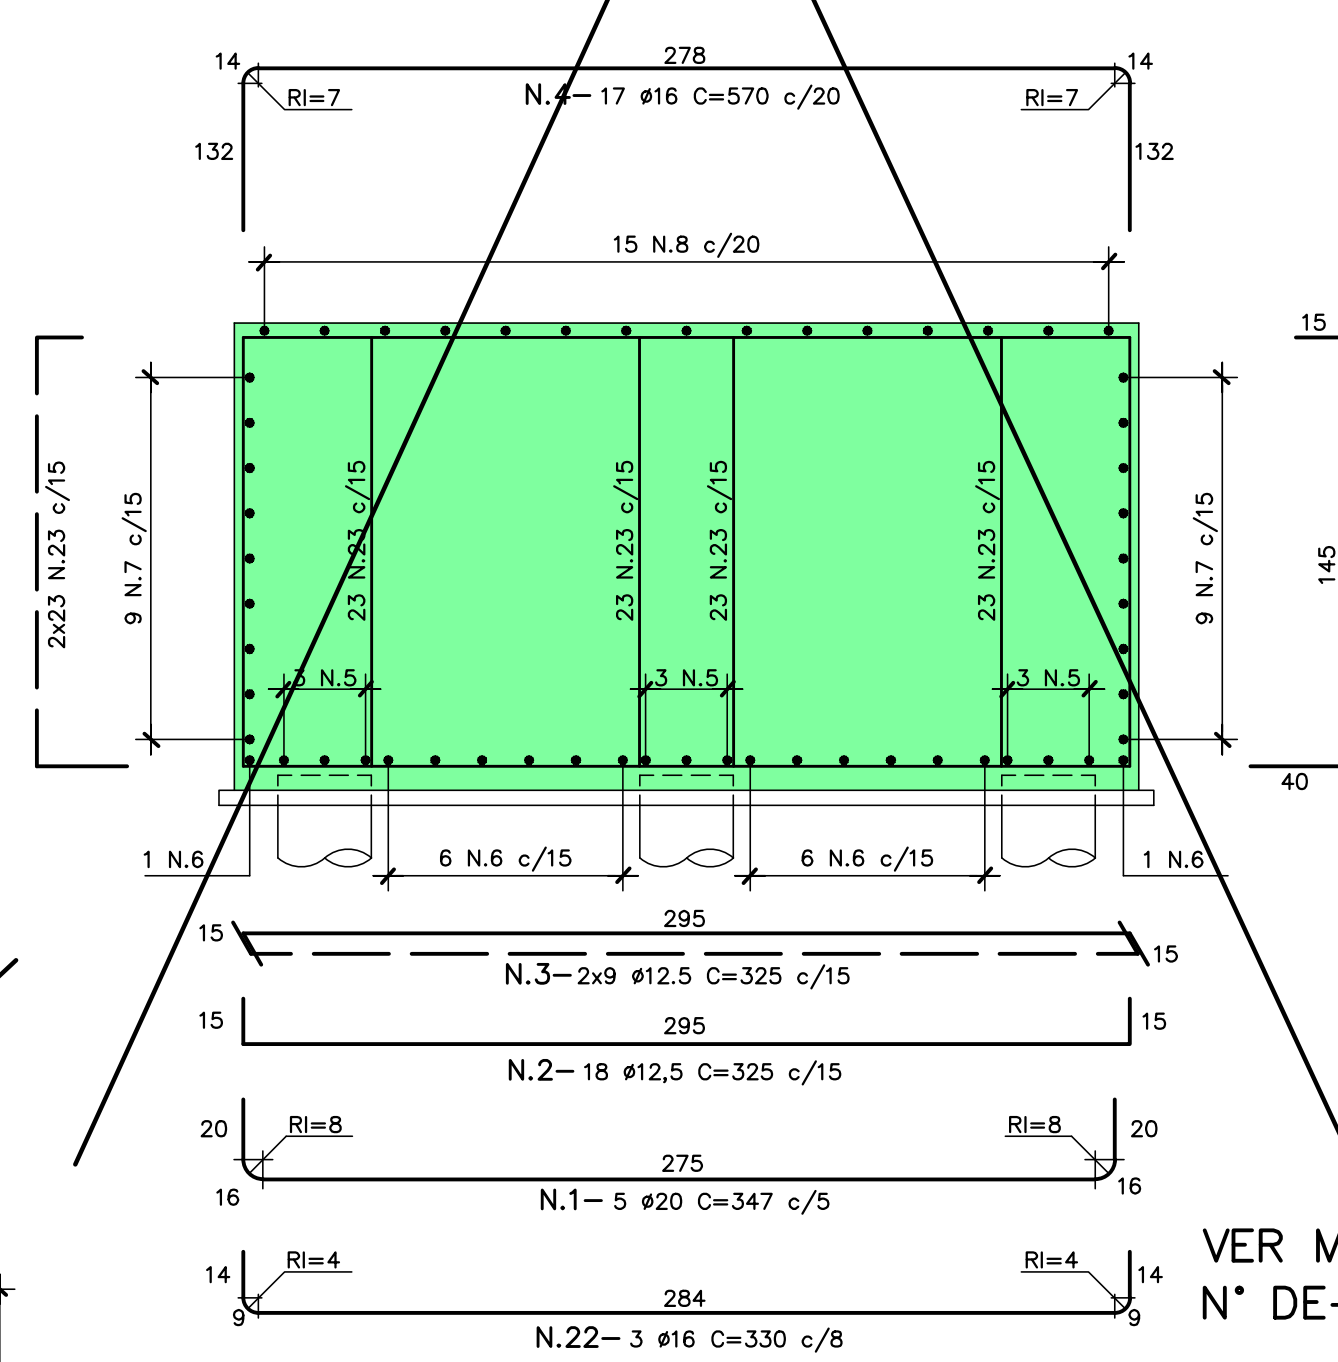 14 278 14
RI=7 N.4– 17 ø16 C=570 c/20 RI=7
132 132
15 N.8 c/20
15
2x23 N.23 c/15
9 N.7 c/15
23 N.23 c/15
23 N.23 c/15
23 N.23 c/15
23 N.23 c/15
9 N.7 c/15
145
3 N.5 3 N.5 3 N.5
40
1 N.6 6 N.6 c/15 6 N.6 c/15 1 N.6
15 295 15
N.3– 2x9 ø12.5 C=325 c/15
15 295 15
N.2– 18 ø12,5 C=325 c/15
20 RI=8 RI=8 20
16 275 16
N.1– 5 ø20 C=347 c/5
14 RI=4 RI=4 14
9 284 9
N.22– 3 ø16 C=330 c/8
VER M
N° DE-